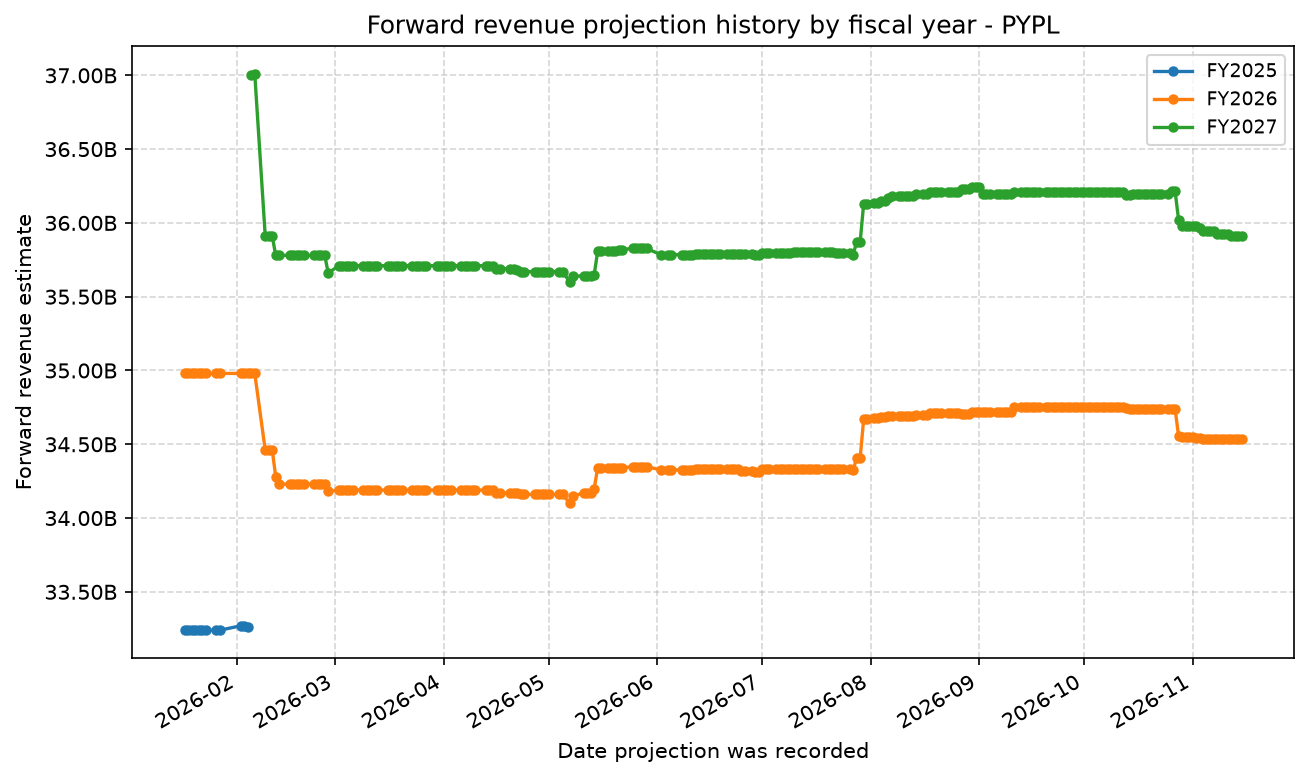 Forward revenue projection history by fiscal year - PYPL
FY2025
FY2026
FY2027
Forward revenue estimate
37.00B
36.50B
36.00B
35.50B
35.00B
34.50B
34.00B
33.50B
2026-02
2026-03
2026-04
2026-05
2026-06
2026-07
2026-08
2026-09
2026-10
2026-11
Date projection was recorded